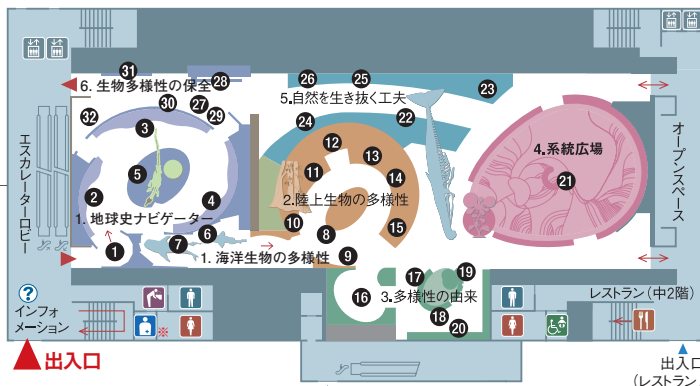 31
28
26
25
23
6. 生物多様性の保全
5.自然を生き抜く工夫
30
27
32
29
3
24
22
12
13
4.系統広場
エスカレーターロビー
オープンスペース
5
11
14
21
2
4
2.陸上生物の多様性
1. 地球史ナビゲーター
10
15
6
8
1
7
1. 海洋生物の多様性
9
17
19
16
3.多様性の由来
?
インフォ
メーション
レストラン(中2階)
18
20
※
出入口
出入口
(レストラン